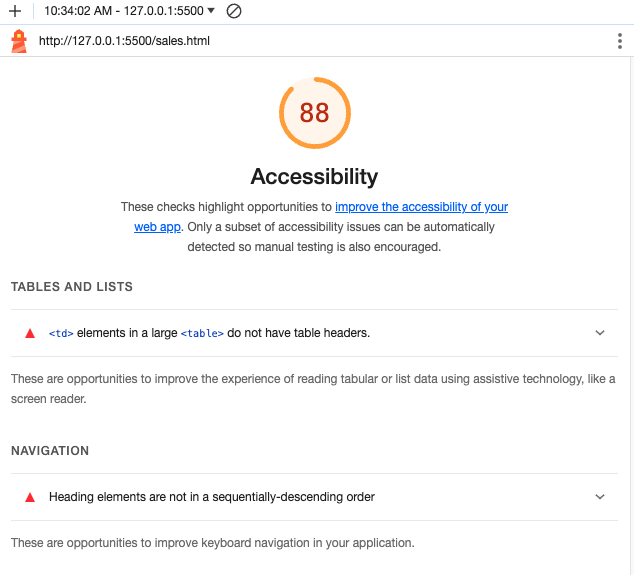 10:34:02 AM - 127.0.0.1:5500
http://127.0.0.1:5500/sales.html
88
Accessibility
These checks highlight opportunities to improve the accessibility of your
web app. Only a subset of accessibility issues can be automatically
detected so manual testing is also encouraged.
TABLES AND LISTS
<td> elements in a large <table> do not have table headers.
These are opportunities to improve the experience of reading tabular or list data using assistive technology, like a
screen reader.
NAVIGATION
Heading elements are not in a sequentially-descending order
These are opportunities to improve keyboard navigation in your application.